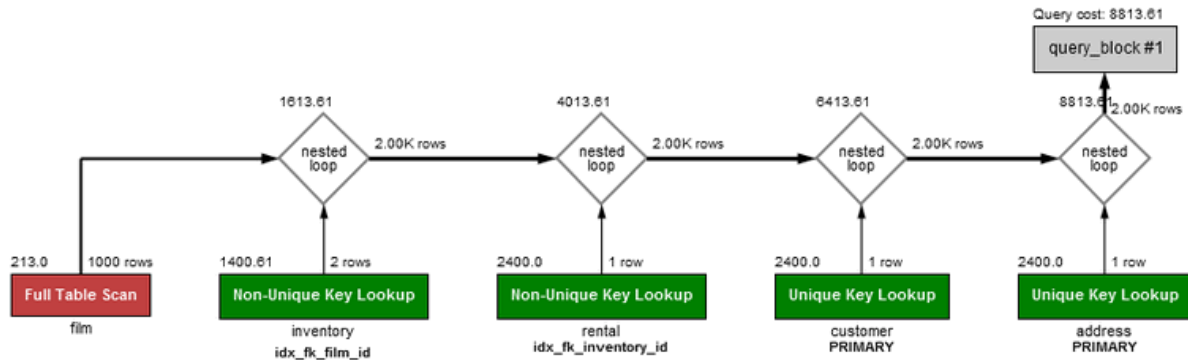 Query cost: 8813.61
query_block #1
1613.61
4013.61
6413.61
8813.61
2.00K rows
nested
loop
2.00K rows
nested
loop
2.00K rows
nested
loop
2.00K rows
nested
loop
213.0
1000 rows
1400.61
2 rows
2400.0
1 row
2400.0
1 row
2400.0
1 row
Full Table Scan
Non-Unique Key Lookup
Non-Unique Key Lookup
Unique Key Lookup
Unique Key Lookup
film
inventory
rental
customer
address
idx_fk_film_id
idx_fk_inventory_id
PRIMARY
PRIMARY